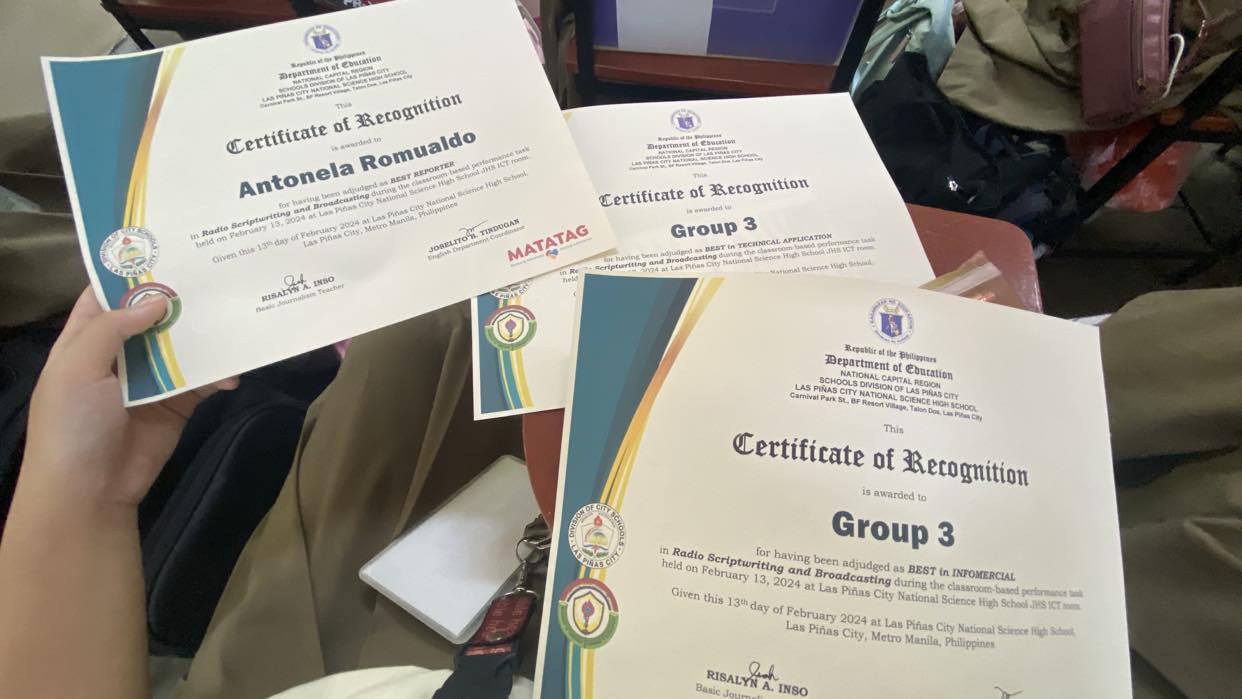 Republic of the Philippines
Department of Education
NATIONAL CAPITAL REGION
SCHOOLS DIVISION OF LAS PIÑAS CITY
LAS PIÑAS CITY NATIONAL SCIENCE HIGH SCHOOL
Carnival Park St., BF Resort Village, Talon Dos, Las Piñas City
This
Certificate of Recognition
is awarded to
Antonela Romualdo
for having been adjudged as BEST REPORTER
in Radio Scriptwriting and Broadcasting during the classroom-based performance task
held on February 13, 2024 at Las Piñas City National Science High School JHS ICT room.
Given this 13th day of February 2024 at Las Piñas City National Science High School,
Las Piñas City, Metro Manila, Philippines
JOSELITO B. TINDUGAN
English Department Coordinator
MATATAG
RISALYN A. INSO
Basic Journalism Teacher
DIVISION OF CITY SCHOOLS
LAS PIÑAS CITY
Republic of the Philippines
Department of Education
NATIONAL CAPITAL REGION
SCHOOLS DIVISION OF LAS PIÑAS CITY
LAS PIÑAS CITY NATIONAL SCIENCE HIGH SCHOOL
Carnival Park St., BF Resort Village, Talon Dos, Las Piñas City
This
Certificate of Recognition
is awarded to
Group 3
for having been adjudged as BEST in TECHNICAL APPLICATION
in Radio Scriptwriting and Broadcasting during the classroom-based performance task
held 2024 at Las Piñas City National Science High School JHS ICT room.
National Science High School,
Republic of the Philippines
Department of Education
NATIONAL CAPITAL REGION
SCHOOLS DIVISION OF LAS PIÑAS CITY
LAS PIÑAS CITY NATIONAL SCIENCE HIGH SCHOOL
Carnival Park St., BF Resort Village, Talon Dos, Las Piñas City
This
Certificate of Recognition
is awarded to
Group 3
for having been adjudged as BEST in INFOMERCIAL
in Radio Scriptwriting and Broadcasting during the classroom-based performance task
held on February 13, 2024 at Las Piñas City National Science High School JHS ICT room.
Given this 13th day of February 2024 at Las Piñas City National Science High School,
Las Piñas City, Metro Manila, Philippines
RISALYN A. INSO
Basic Journa
DIVISION OF CITY SCHOOLS
LAS PIÑAS CITY